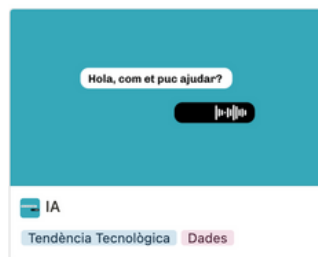 Hola, com et puc ajudar?
IA
Tendència Tecnològica Dades